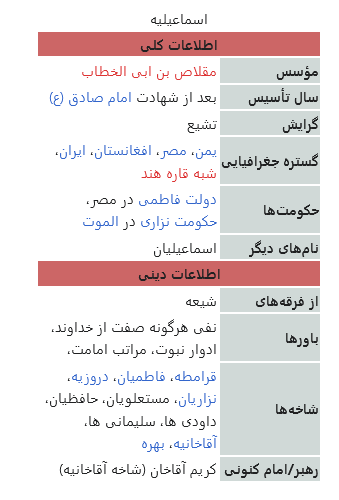 اسماعیلیه
اطلاعات کلی
مؤسس مقلاص بن ابی الخطاب
سال تأسیس بعد از شهادت امام صادق (ع)
گرایش تشیع
گستره جغرافیایی یمن، مصر، افغانستان، ایران،
شبه قاره هند
حکومت‌ها دولت فاطمی در مصر،
حکومت نزاری در الموت
نام‌های دیگر اسماعیلیان
اطلاعات دینی
از فرقه‌های شیعه
باورها نفی هرگونه صفت از خداوند،
ادوار نبوت، مراتب امامت،
شاخه‌ها قرامطه، فاطمیان، دروزیه،
نزاریان، مستعلویان، حافظیان،
داودی ها، سلیمانی ها،
آقاخانیه، بهره
رهبر/امام کنونی کریم آقاخان (شاخه آقاخانیه)